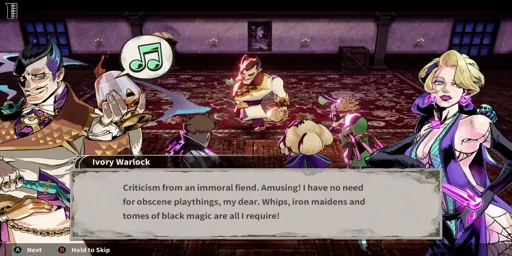 Ivory Warlock
Criticism from an immoral fiend. Amusing! I have no need
for obscene playthings, my dear. Whips, iron maidens and
tomes of black magic are all I require!
A Next
B Hold to Skip